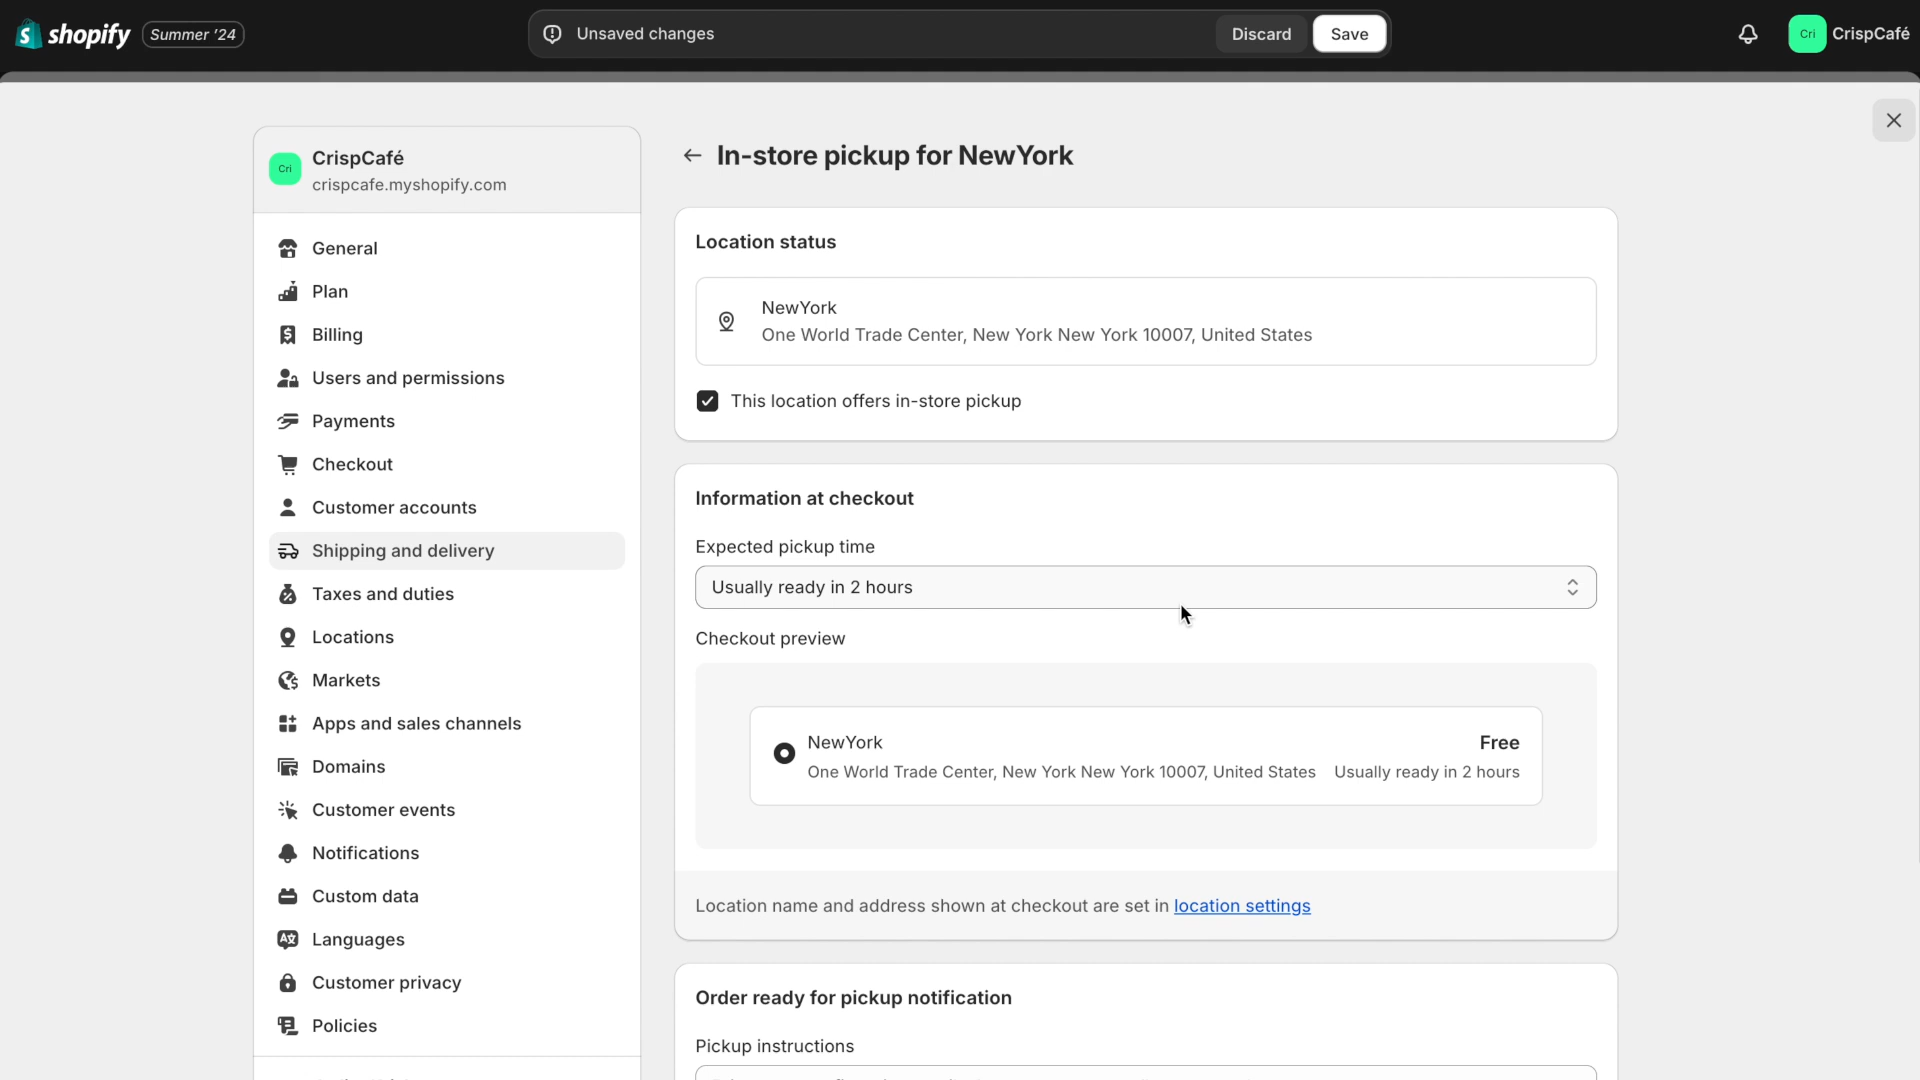 shopify Summer '24
Unsaved changes
Discard
Save
Cri
CrispCafé
Cri
CrispCafé
crispcafe.myshopify.com
General
Plan
Billing
Users and permissions
Payments
Checkout
Customer accounts
Shipping and delivery
Taxes and duties
Locations
Markets
Apps and sales channels
Domains
Customer events
Notifications
Custom data
Languages
Customer privacy
Policies
In-store pickup for NewYork
Location status
NewYork
One World Trade Center, New York New York 10007, United States
This location offers in-store pickup
Information at checkout
Expected pickup time
Usually ready in 2 hours
Checkout preview
NewYork
Free
One World Trade Center, New York New York 10007, United States
Usually ready in 2 hours
Location name and address shown at checkout are set in location settings
Order ready for pickup notification
Pickup instructions